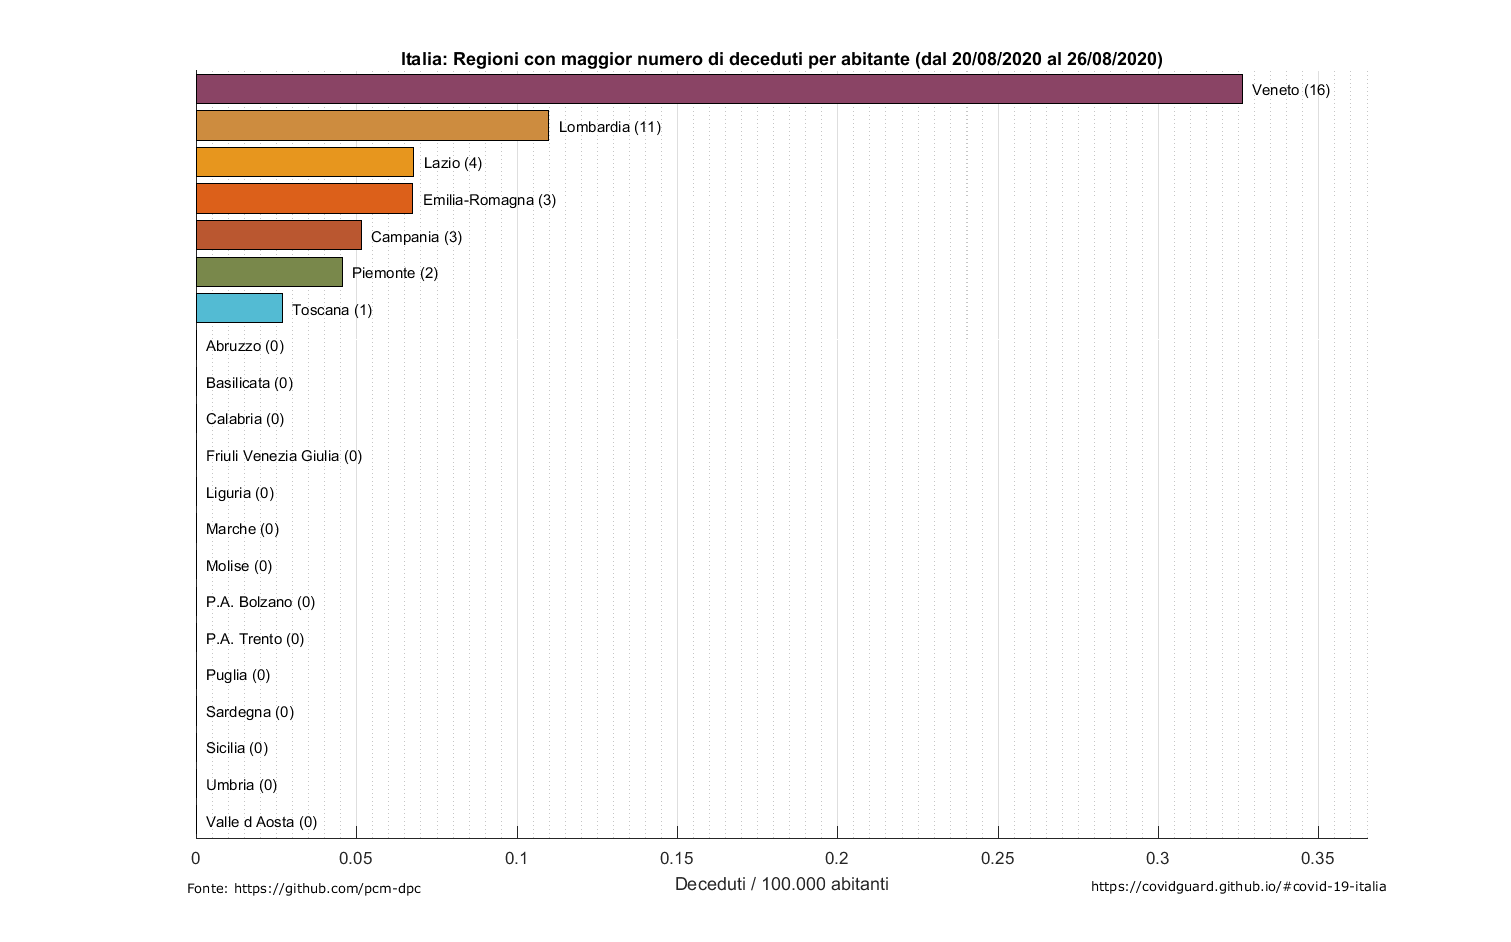 Italia: Regioni con maggior numero di deceduti per abitante (dal 20/08/2020 al 26/08/2020)
Veneto (16)
Lombardia (11)
Lazio (4)
Emilia-Romagna (3)
Campania (3)
Piemonte (2)
Toscana (1)
Abruzzo (0)
Basilicata (0)
Calabria (0)
Friuli Venezia Giulia (0)
Liguria (0)
Marche (0)
Molise (0)
P.A. Bolzano (0)
P.A. Trento (0)
Puglia (0)
Sardegna (0)
Sicilia (0)
Umbria (0)
Valle d Aosta (0)
0 0.05 0.1 0.15 0.2 0.25 0.3 0.35
Deceduti / 100.000 abitanti
Fonte: https://github.com/pcm-dpc
https://covidguard.github.io/#covid-19-italia